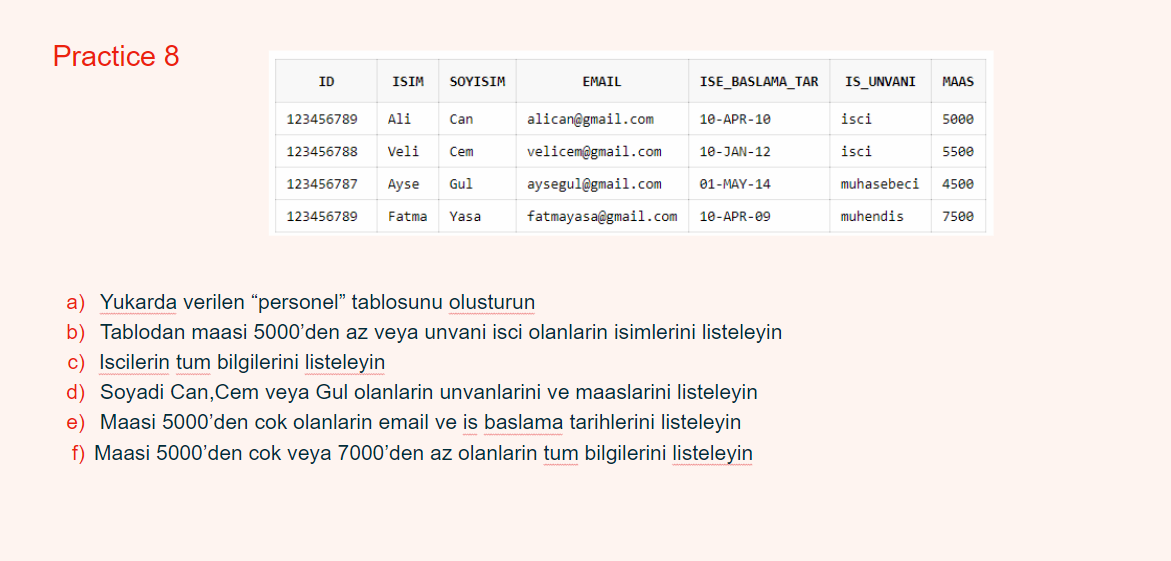 Practice 8
ID ISIM SOYISIM EMAIL ISE_BASLAMA_TAR IS_UNVANI MAAS
123456789 Ali Can alican@gmail.com 10-APR-10 isci 5000
123456788 Veli Cem velicem@gmail.com 10-JAN-12 isci 5500
123456787 Ayse Gul aysegul@gmail.com 01-MAY-14 muhasebeci 4500
123456789 Fatma Yasa fatmayasa@gmail.com 10-APR-09 muhendis 7500
a) Yukarda verilen “personel” tablosunu olusturun
b) Tablodan maasi 5000’den az veya unvani isci olanlarin isimlerini listeleyin
c) Iscilerin tum bilgilerini listeleyin
d) Soyadi Can,Cem veya Gul olanlarin unvanlarini ve maaslarini listeleyin
e) Maasi 5000’den cok olanlarin email ve is baslama tarihlerini listeleyin
f) Maasi 5000’den cok veya 7000’den az olanlarin tum bilgilerini listeleyin